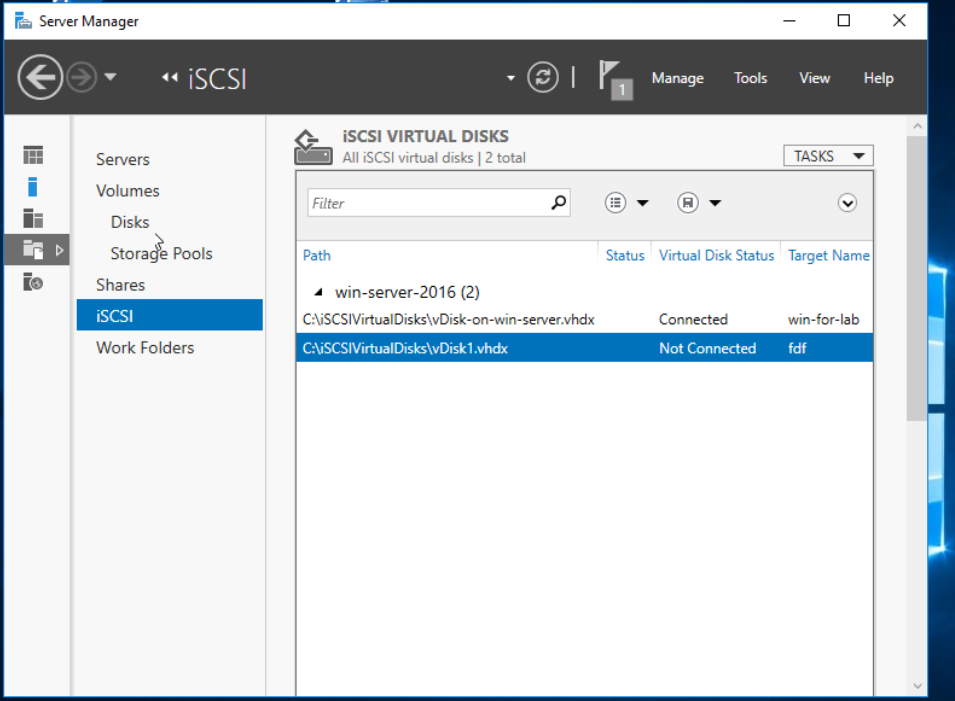 Server Manager
iSCSI
1
Manage Tools View Help
Servers
Volumes
Disks
Storage Pools
Shares
iSCSI
Work Folders
iSCSI VIRTUAL DISKS
All iSCSI virtual disks | 2 total
TASKS
Filter
Path Status Virtual Disk Status Target Name
win-server-2016 (2)
C:\iSCSIVirtualDisks\vDisk-on-win-server.vhdx Connected win-for-lab
C:\iSCSIVirtualDisks\vDisk1.vhdx Not Connected fdf